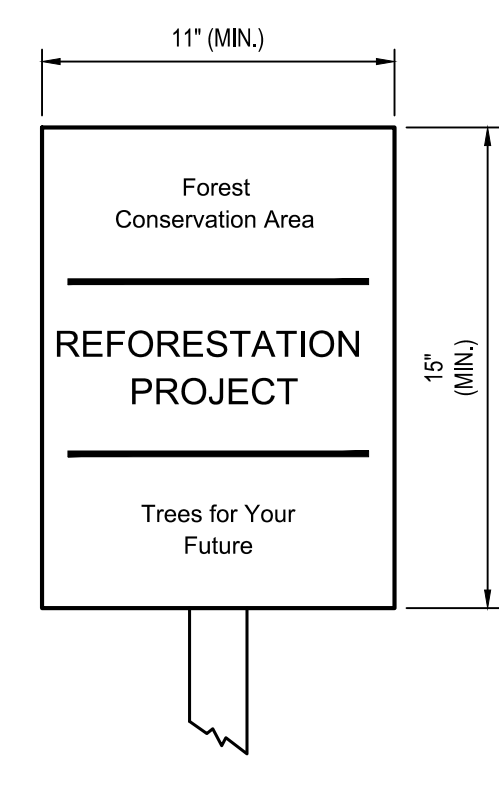 11" (MIN.)
Forest
Conservation Area
REFORESTATION
PROJECT
15"
(MIN.)
Trees for Your
Future